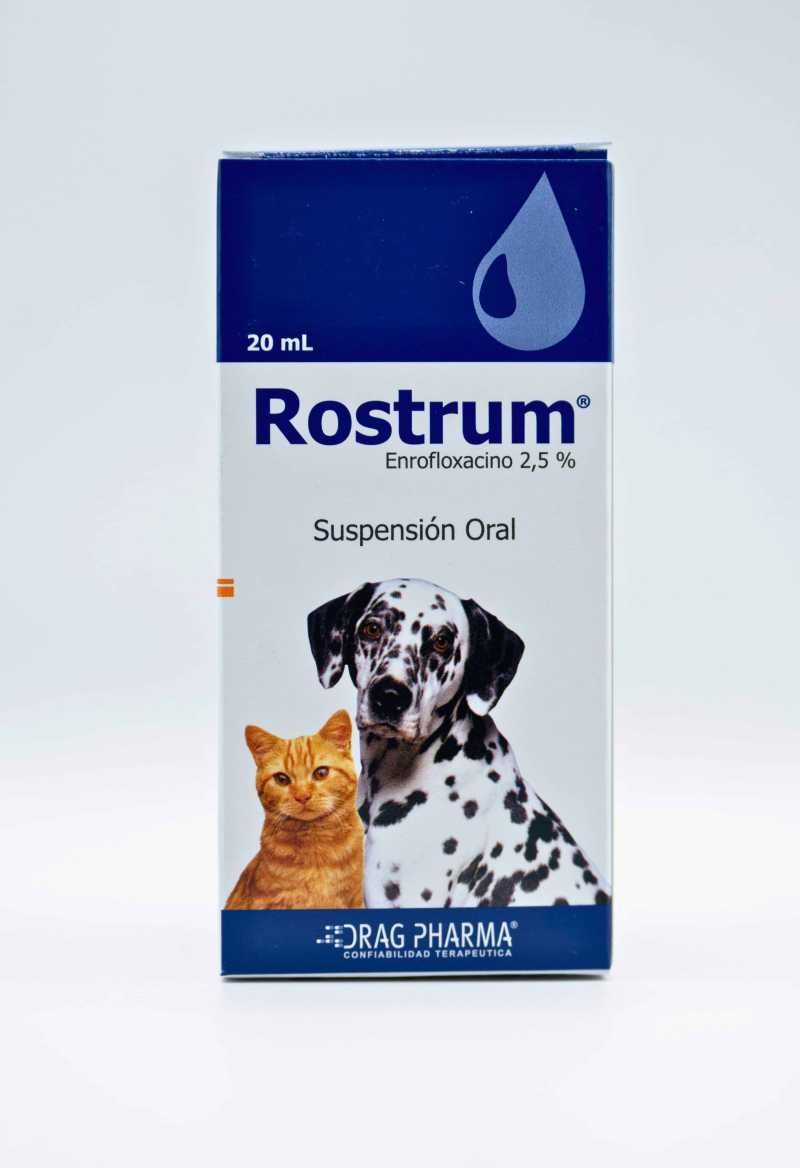 20 mL
Rostrum®
Enrofloxacino 2,5 %
Suspensión Oral
DRAG PHARMA®
CONFIABILIDAD TERAPEUTICA